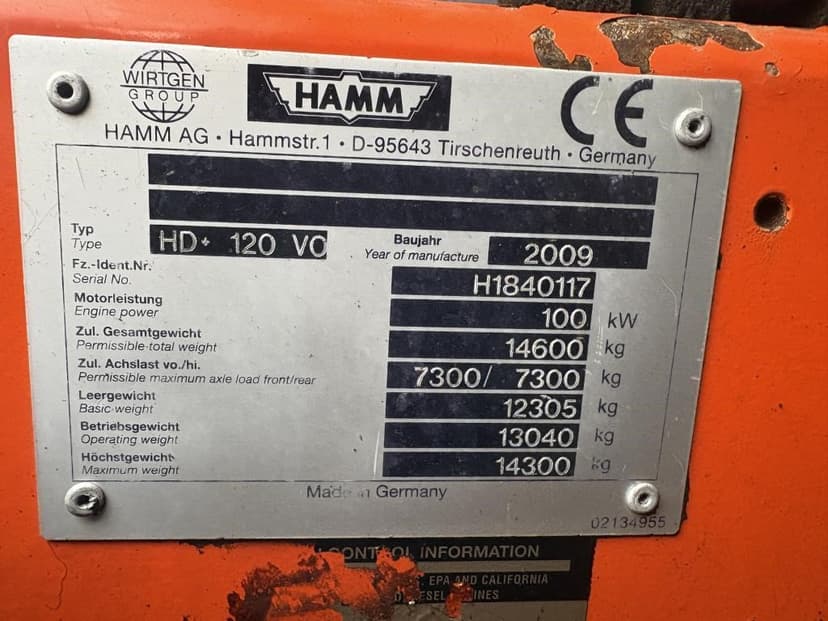 WIRTGEN
GROUP
HAMM
CE
HAMM AG · Hammstr.1 · D-95643 Tirschenreuth · Germany
Typ
Type
HD+ 120 VO
Baujahr
Year of manufacture
2009
Fz.-Ident.Nr.
Serial No.
H1840117
Motorleistung
Engine power
100 kW
Zul. Gesamtgewicht
Permissible total weight
14600 kg
Zul. Achslast vo./hi.
Permissible maximum axle load front/rear
7300/ 7300 kg
Leergewicht
Basic weight
12305 kg
Betriebsgewicht
Operating weight
13040 kg
Höchstgewicht
Maximum weight
14300 kg
Made in Germany
02134955
CONTROL INFORMATION
EPA AND CALIFORNIA